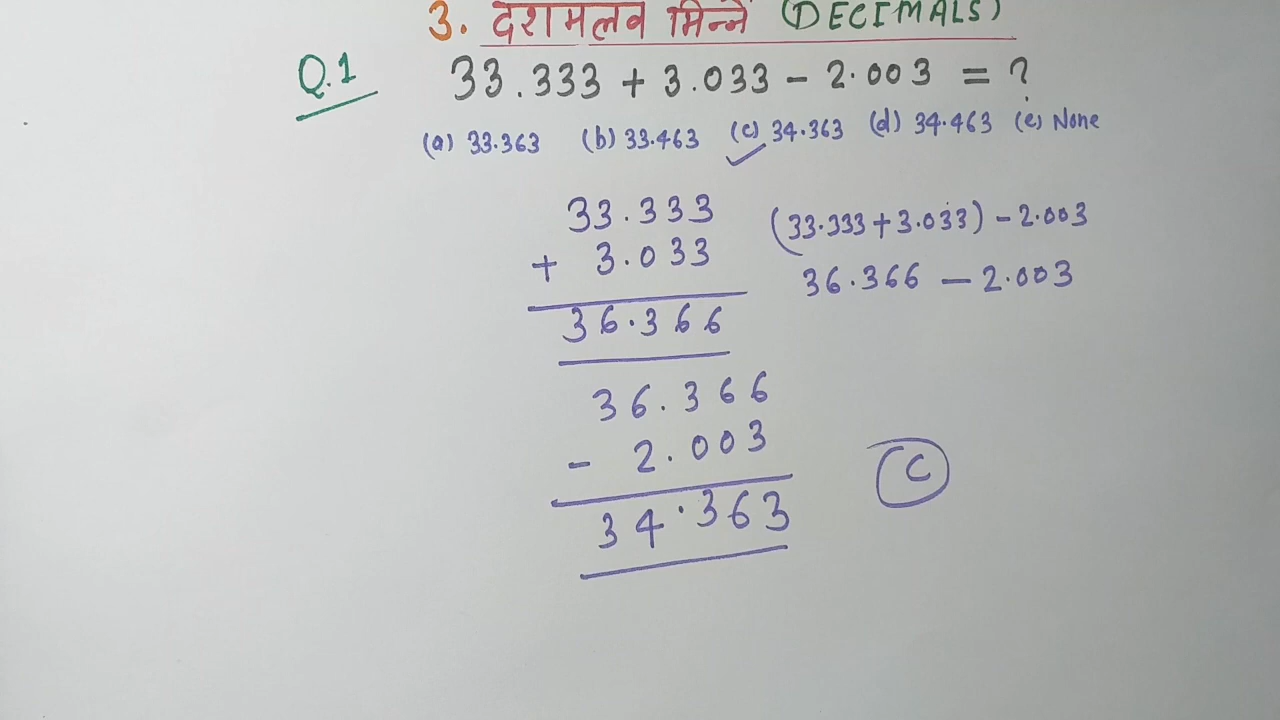 3. दशमलव भिन्नें (DECIMALS)
Q.1 33.333 + 3.033 - 2.003 = ?
(a) 33.363 (b) 33.463 (c) 34.363 (d) 34.463 (e) None
33.333
+ 3.033
36.366
36.366
- 2.003
34.363
(33.333 + 3.033) - 2.003
36.366 - 2.003
C